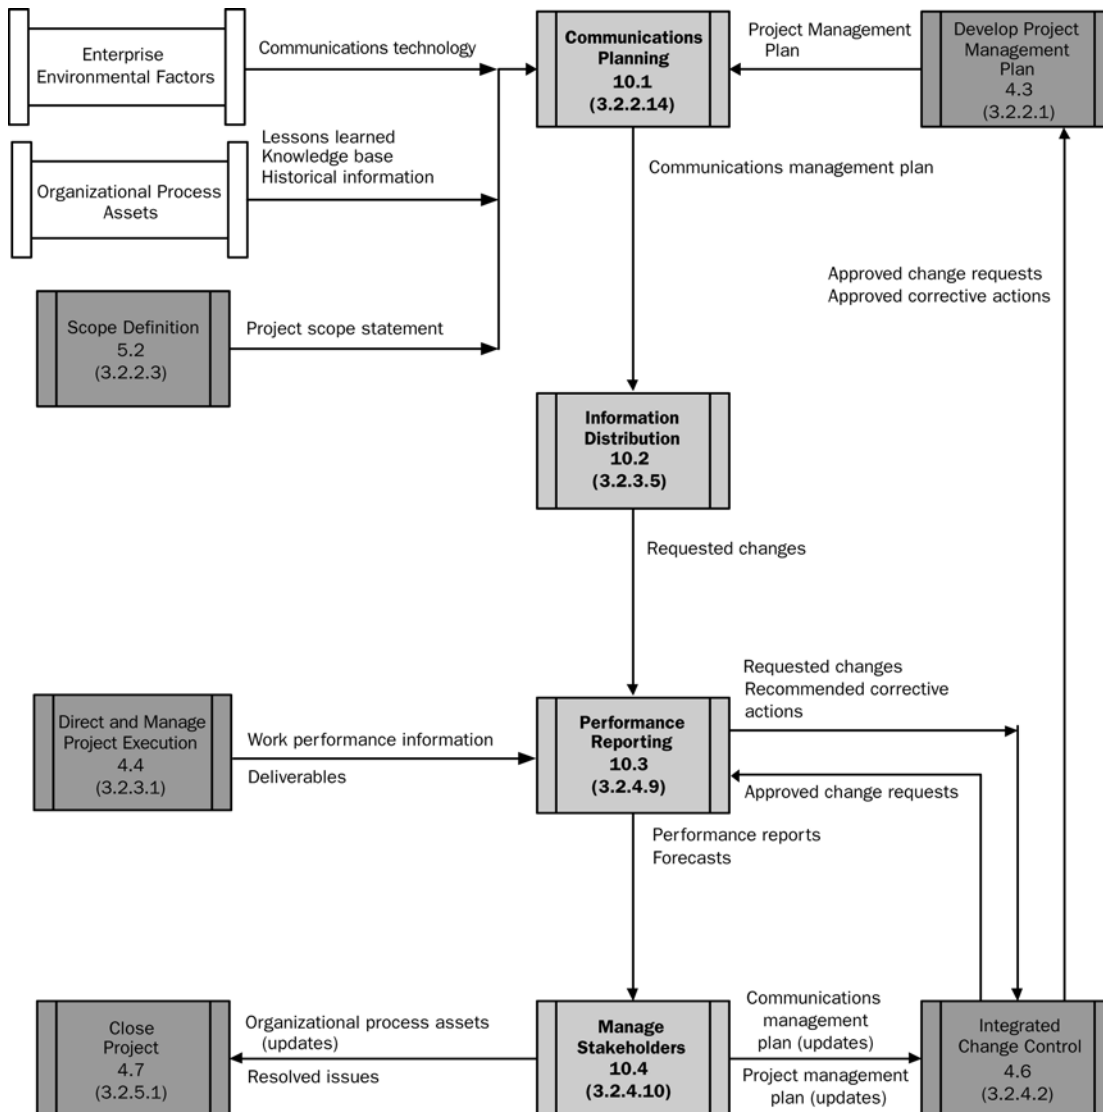 Enterprise
Environmental Factors
Communications technology
Communications
Planning
10.1
(3.2.2.14)
Project Management
Plan
Develop Project
Management
Plan
4.3
(3.2.2.1)
Organizational Process
Assets
Lessons learned
Knowledge base
Historical information
Communications management plan
Approved change requests
Approved corrective actions
Scope Definition
5.2
(3.2.2.3)
Project scope statement
Information
Distribution
10.2
(3.2.3.5)
Requested changes
Direct and Manage
Project Execution
4.4
(3.2.3.1)
Work performance information
Deliverables
Performance
Reporting
10.3
(3.2.4.9)
Requested changes
Recommended corrective
actions
Approved change requests
Performance reports
Forecasts
Close
Project
4.7
(3.2.5.1)
Organizational process assets
(updates)
Resolved issues
Manage
Stakeholders
10.4
(3.2.4.10)
Communications
management
plan (updates)
Project management
plan (updates)
Integrated
Change Control
4.6
(3.2.4.2)